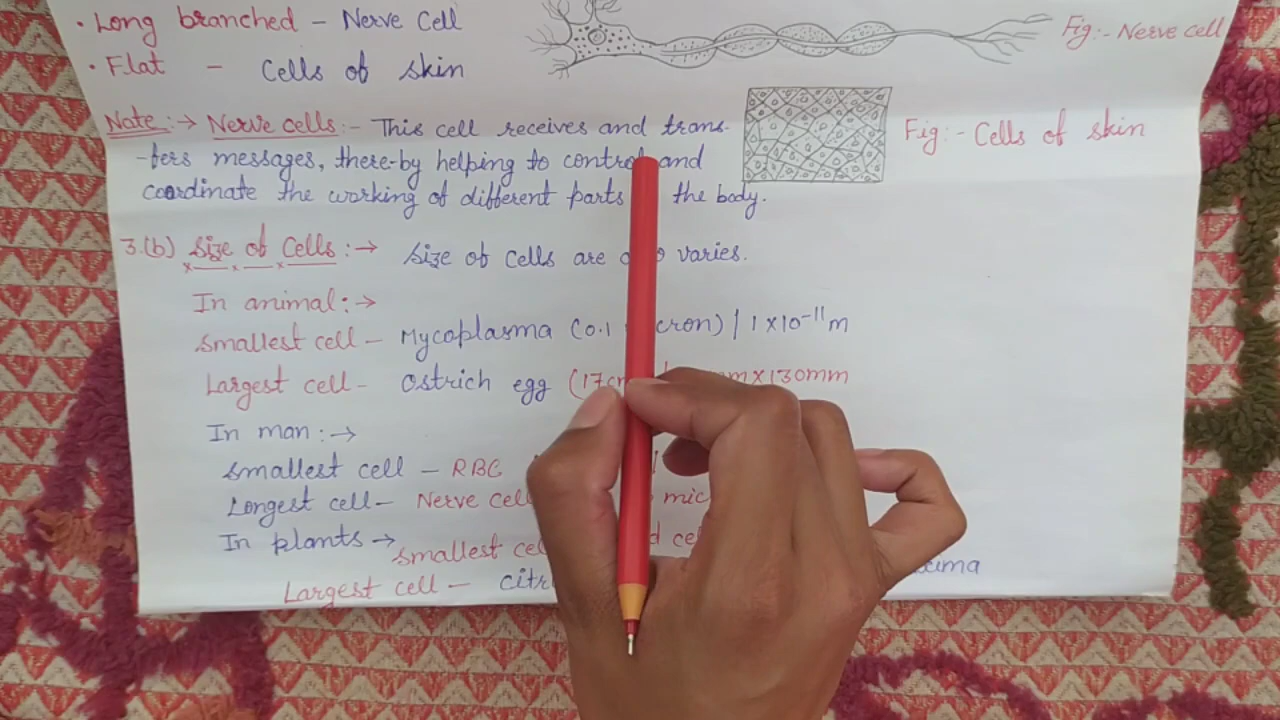 • Long branched – Nerve Cell
Fig:- Nerve cell
• Flat – Cells of skin
Note:→ Nerve cells:- This cell receives and trans-
-fers messages, there-by helping to control and
coordinate the working of different parts the body.
Fig:- Cells of skin
3.(b) Size of Cells:→ Size of cells are varies.
In animal:→
Smallest cell – Mycoplasma (0.1 | 1×10⁻¹¹m
Largest cell – Ostrich egg (17cm ×130mm
In man:→
Smallest cell – RBC
Longest cell – Nerve cell
In plants → Smallest cell
Largest cell –